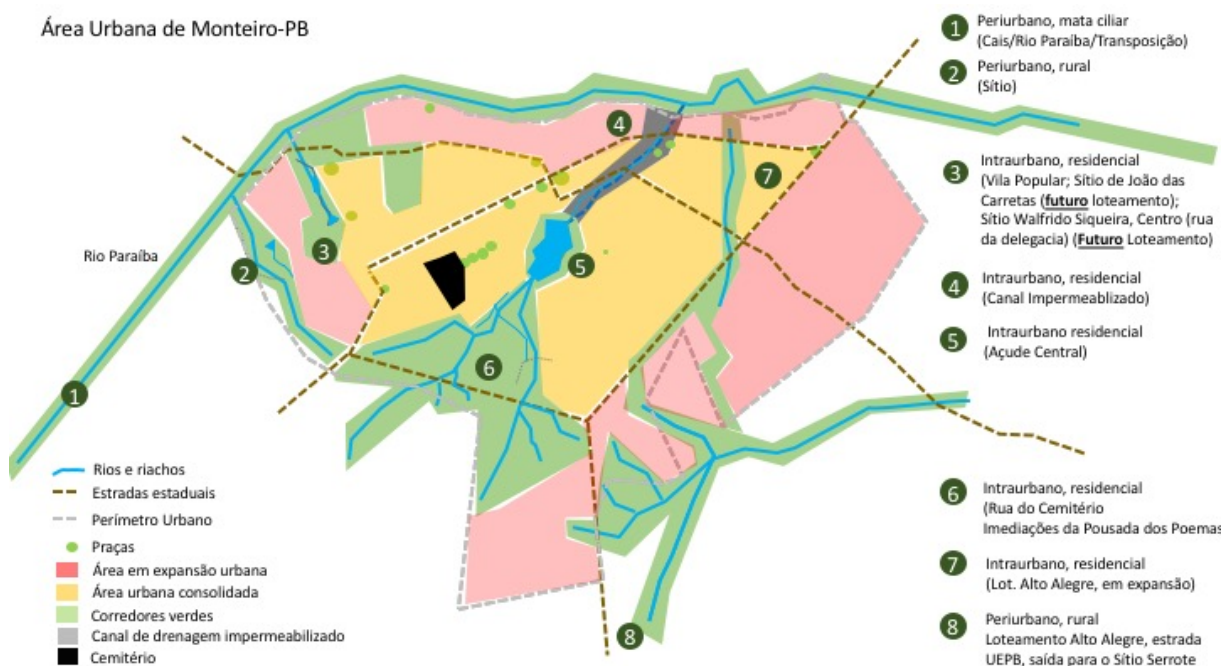 Área Urbana de Monteiro-PB
1 Periurbano, mata ciliar
(Cais/Rio Paraíba/Transposição)
2 Periurbano, rural
(Sítio)
3 Intraurbano, residencial
(Vila Popular; Sítio de João das
Carretas (futuro loteamento);
Sítio Walfrido Siqueira, Centro (rua
da delegacia) (Futuro Loteamento)
4 Intraurbano, residencial
(Canal Impermeablizado)
5 Intraurbano residencial
(Açude Central)
6 Intraurbano, residencial
(Rua do Cemitério
Imediações da Pousada dos Poemas
7 Intraurbano, residencial
(Lot. Alto Alegre, em expansão)
8 Periurbano, rural
Loteamento Alto Alegre, estrada
UEPB, saída para o Sítio Serrote
4
7
3
Rio Paraíba
2
5
6
1
8
Rios e riachos
Estradas estaduais
Perímetro Urbano
Praças
Área em expansão urbana
Área urbana consolidada
Corredores verdes
Canal de drenagem impermeabilizado
Cemitério